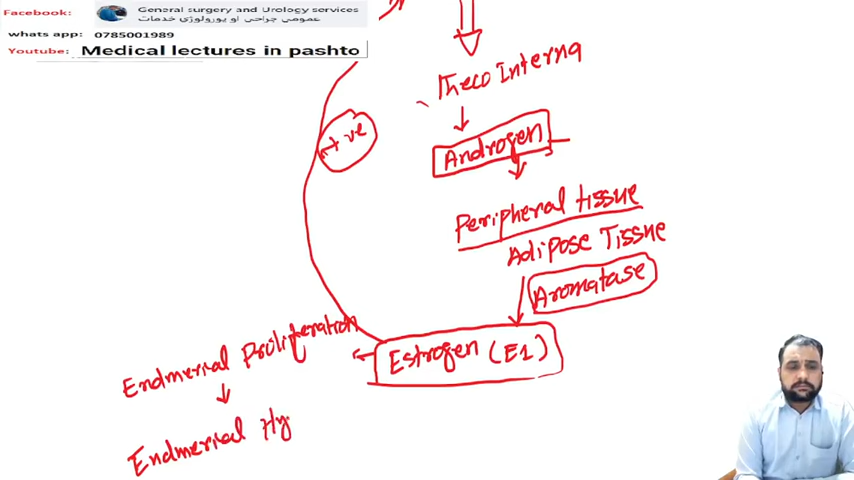 Facebook:
General surgery and Urology services
عمومي جراحي او يورولوژي خدمات
whats app: 0785001989
Youtube: Medical lectures in pashto
Theco Interna
Androgen
+ve
Peripheral tissue
Adipose Tissue
Aromatase
Estrogen (E1)
Endmerial Proliferation
Endmerial Hy